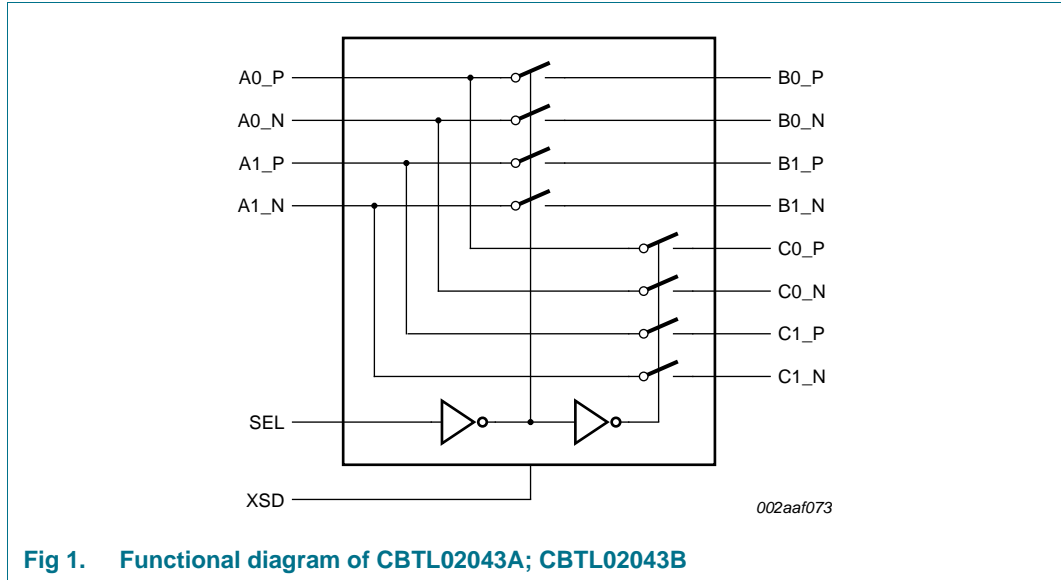 A0_P
B0_P
A0_N
B0_N
A1_P
B1_P
A1_N
B1_N
C0_P
C0_N
C1_P
C1_N
SEL
XSD
002aaf073
Fig 1. Functional diagram of CBTL02043A; CBTL02043B